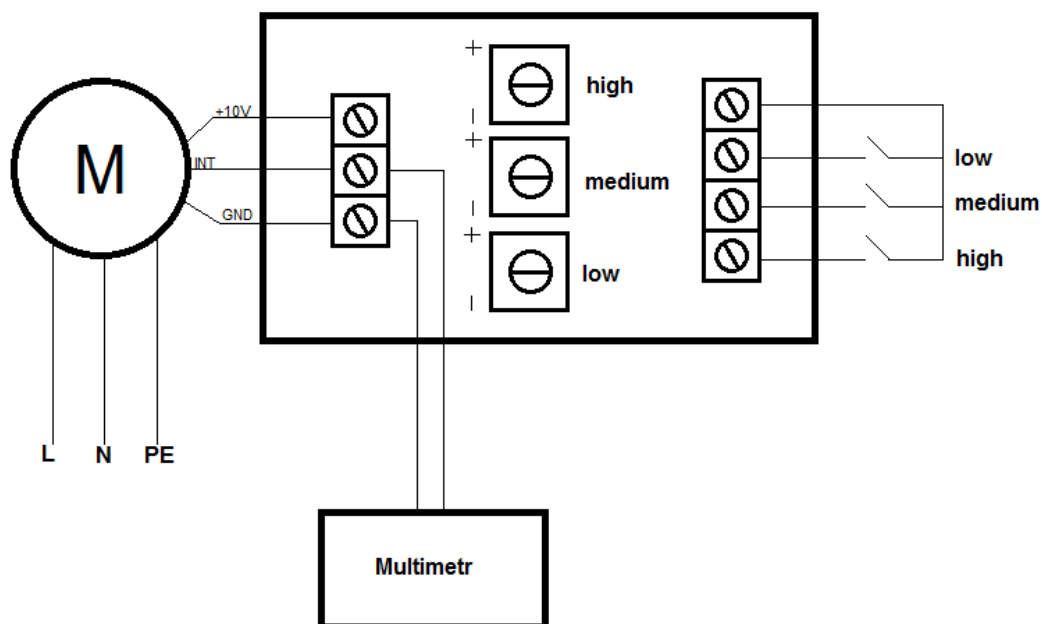 +10V
INT
GND
M
L N PE
+
high
|
+
medium
|
+
low
|
low
medium
high
Multimetr